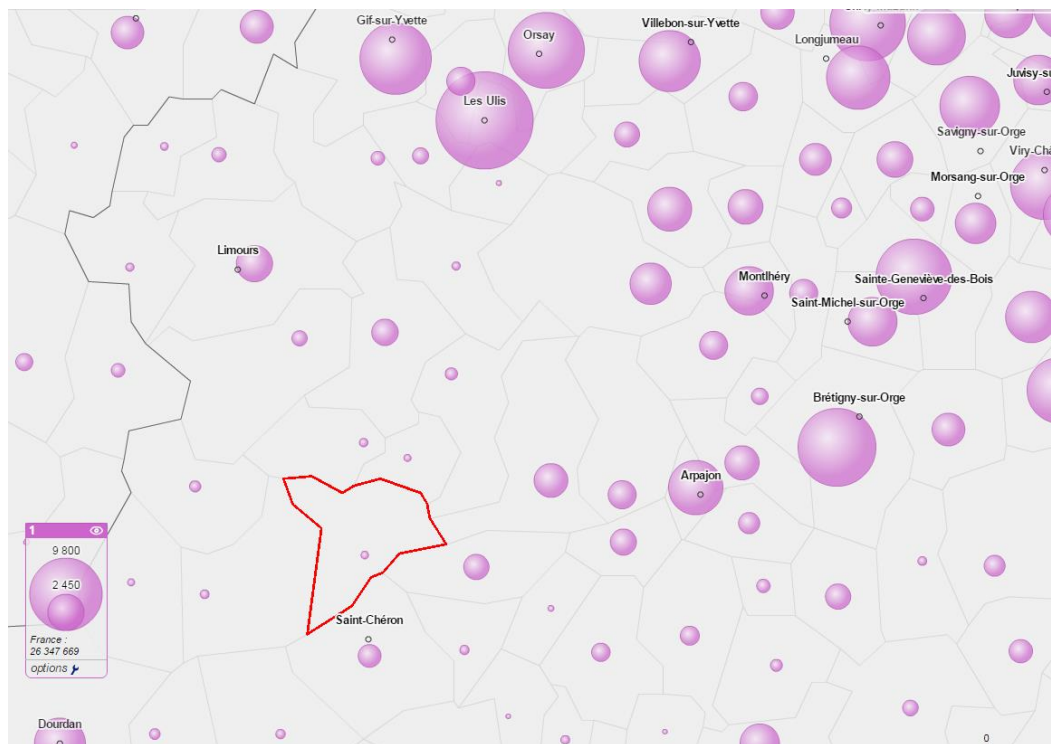 Gif-sur-Yvette
Orsay
Villebon-sur-Yvette
Longjumeau
Les Ulis
Juvisy-su
Savigny-sur-Orge
Viry-Châ
Morsang-sur-Orge
Limours
Montlhéry
Sainte-Geneviève-des-Bois
Saint-Michel-sur-Orge
Brétigny-sur-Orge
Arpajon
1
9 800
2 450
France :
26 347 669
options
Saint-Chéron
Dourdan
0